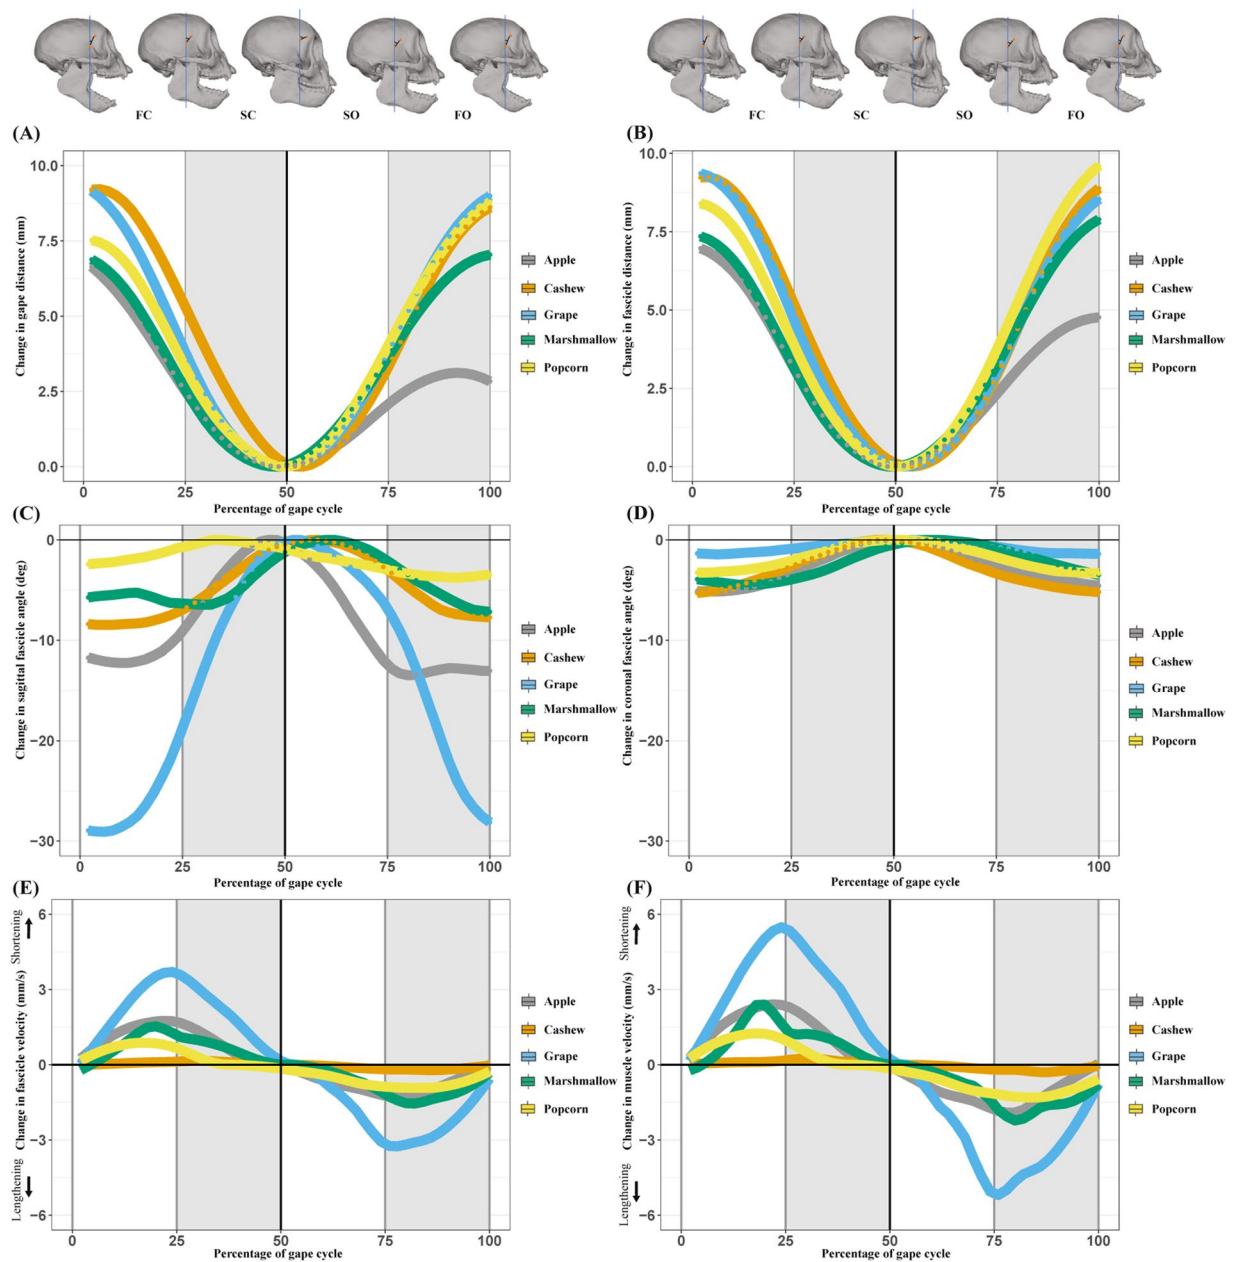 FC SC SO FO FC SC SO FO
(A) (B)
Change in gape distance (mm)
10.0
7.5
5.0
2.5
0.0
0 25 50 75 100
Percentage of gape cycle
Apple
Cashew
Grape
Marshmallow
Popcorn
Change in fascicle distance (mm)
10.0
7.5
5.0
2.5
0.0
0 25 50 75 100
Percentage of gape cycle
Apple
Cashew
Grape
Marshmallow
Popcorn
(C) (D)
Change in sagittal fascicle angle (deg)
0
−10
−20
−30
0 25 50 75 100
Percentage of gape cycle
Apple
Cashew
Grape
Marshmallow
Popcorn
Change in coronal fascicle angle (deg)
0
−10
−20
−30
0 25 50 75 100
Percentage of gape cycle
Apple
Cashew
Grape
Marshmallow
Popcorn
(E) (F)
Shortening
Change in fascicle velocity (mm/s)
Lengthening
6
3
0
−3
−6
0 25 50 75 100
Percentage of gape cycle
Apple
Cashew
Grape
Marshmallow
Popcorn
Shortening
Change in muscle velocity (mm/s)
Lengthening
6
3
0
−3
−6
0 25 50 75 100
Percentage of gape cycle
Apple
Cashew
Grape
Marshmallow
Popcorn